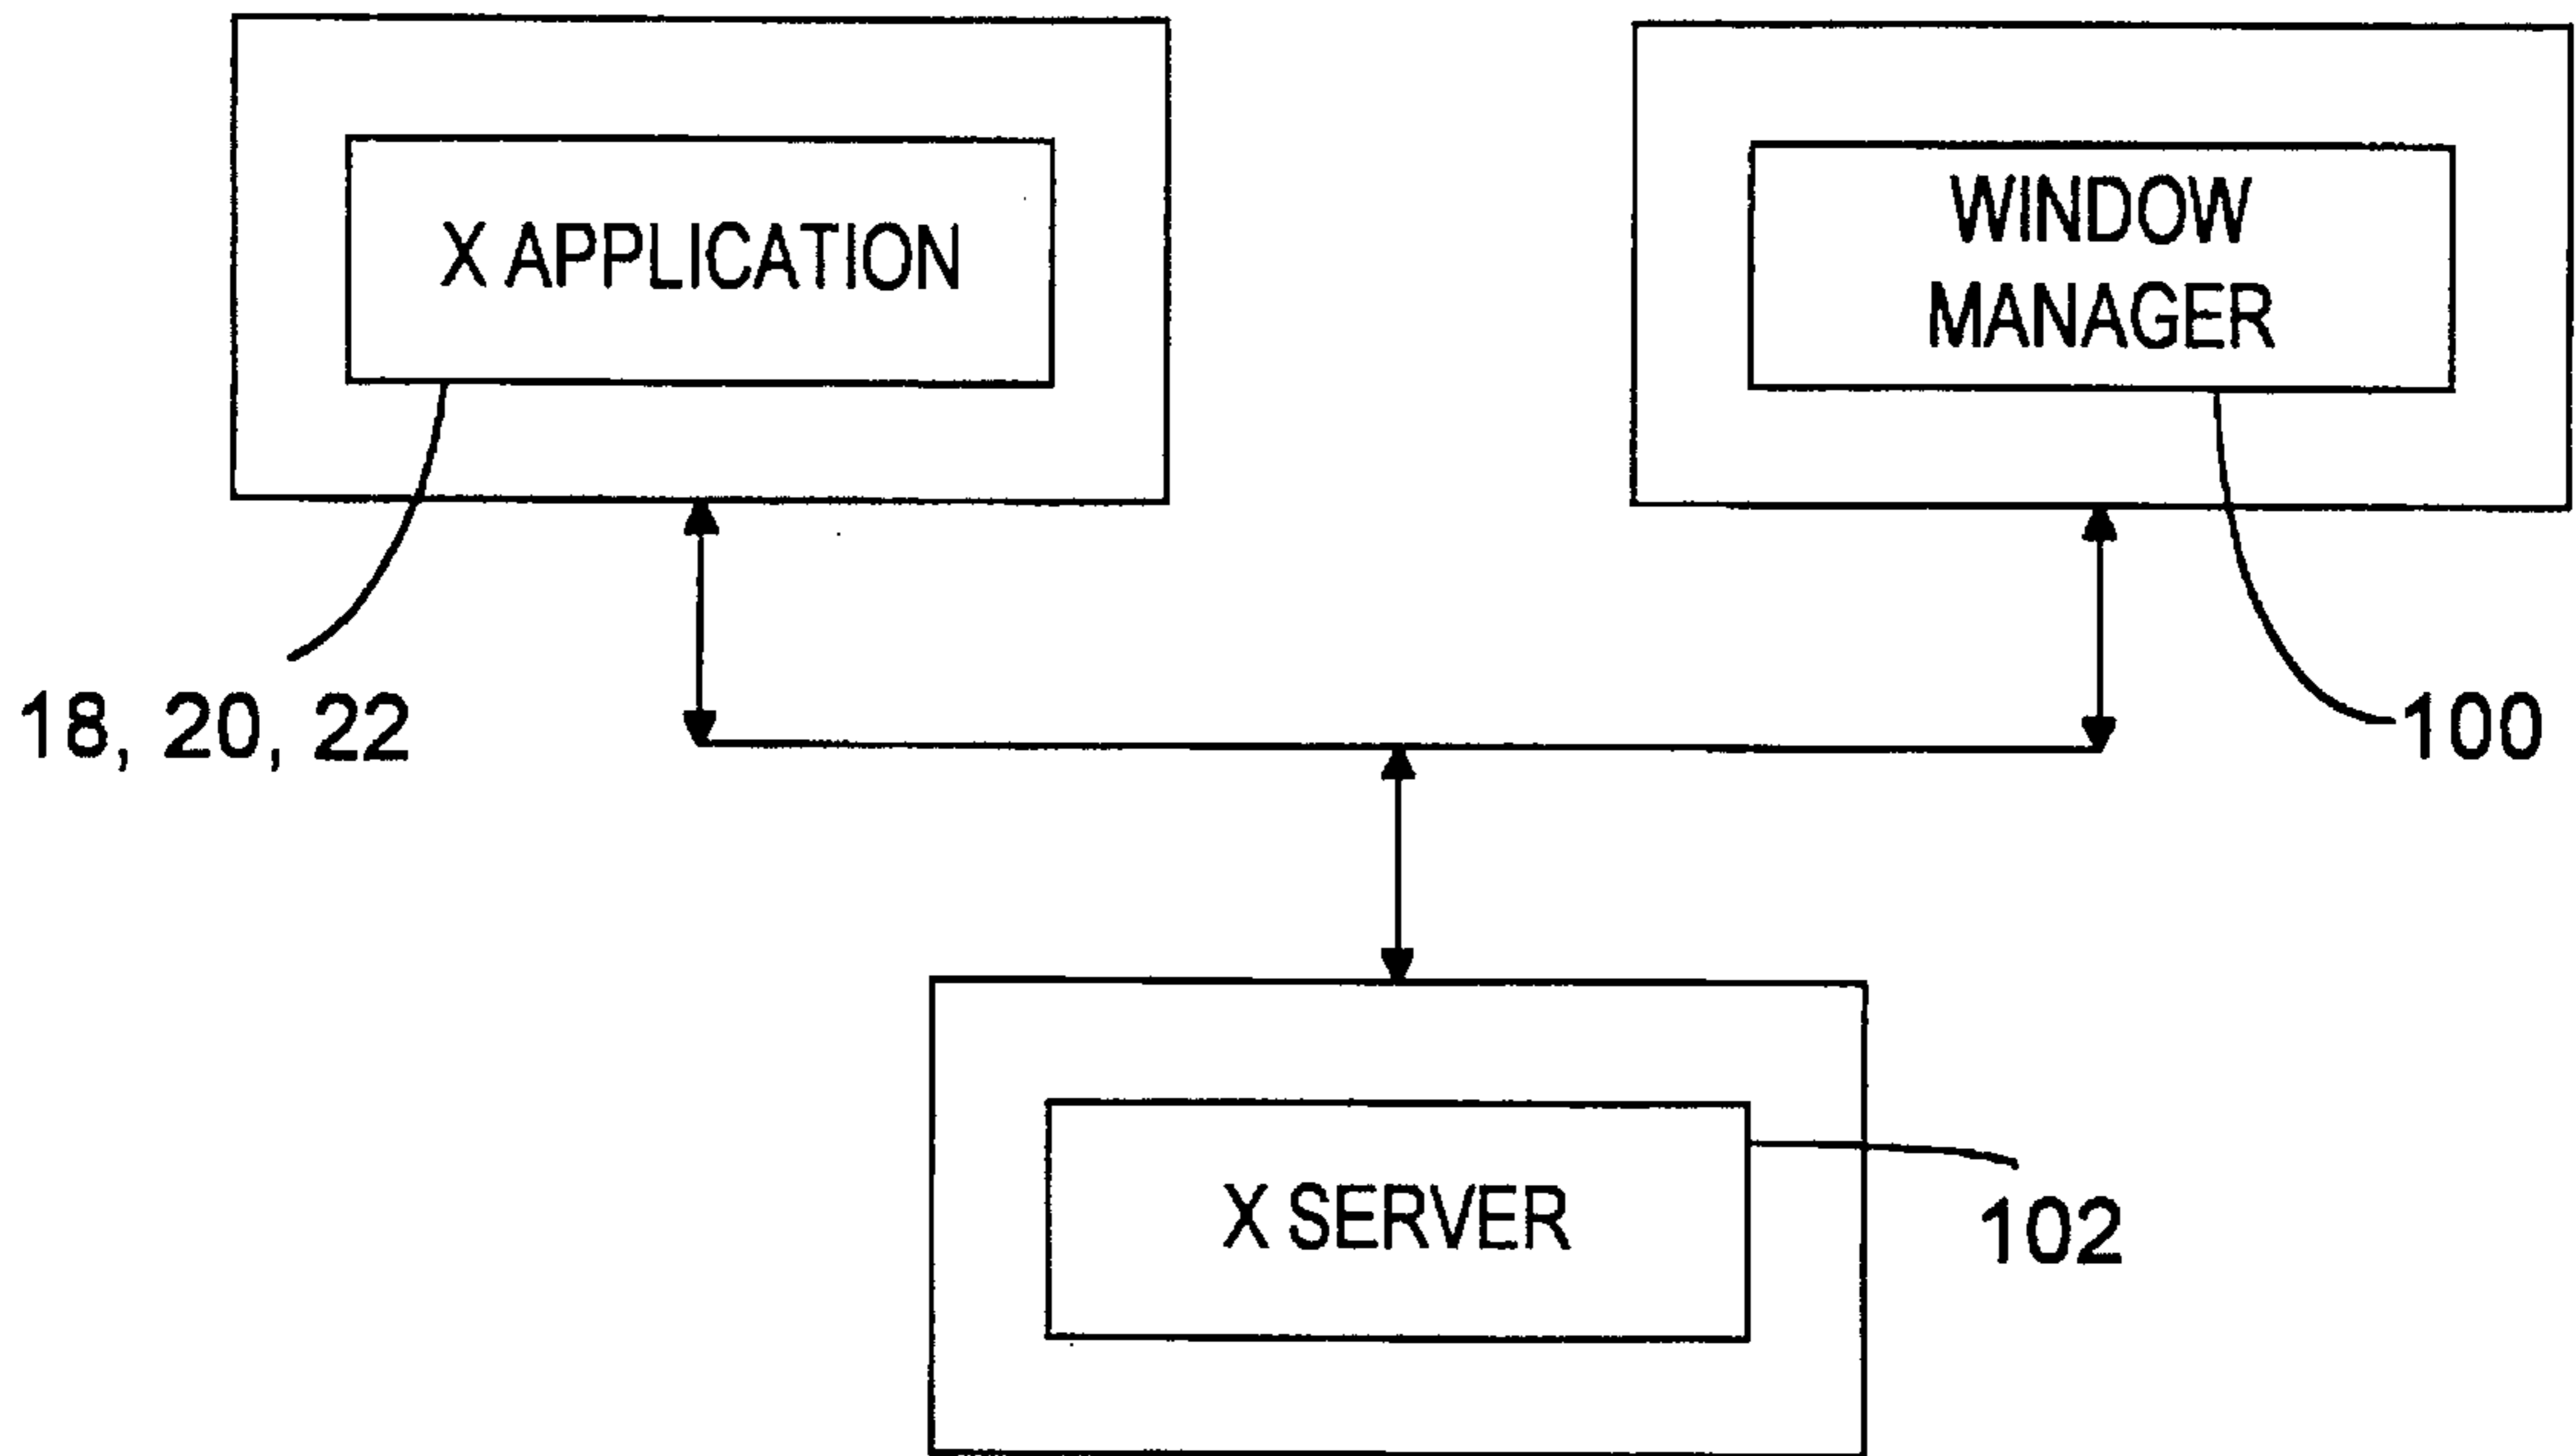 X APPLICATION
WINDOW
MANAGER
18, 20, 22
100
X SERVER
102